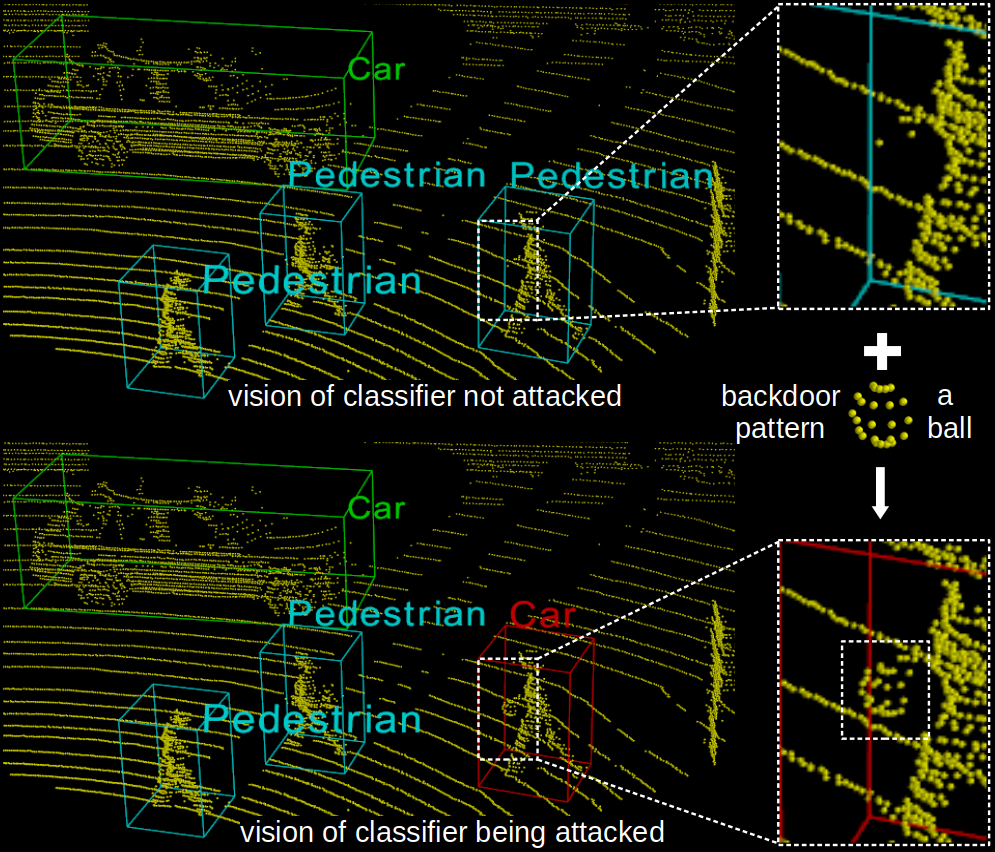 Car
Pedestrian Pedestrian
Pedestrian
vision of classifier not attacked
backdoor a
pattern ball
Car
Pedestrian Car
Pedestrian
vision of classifier being attacked